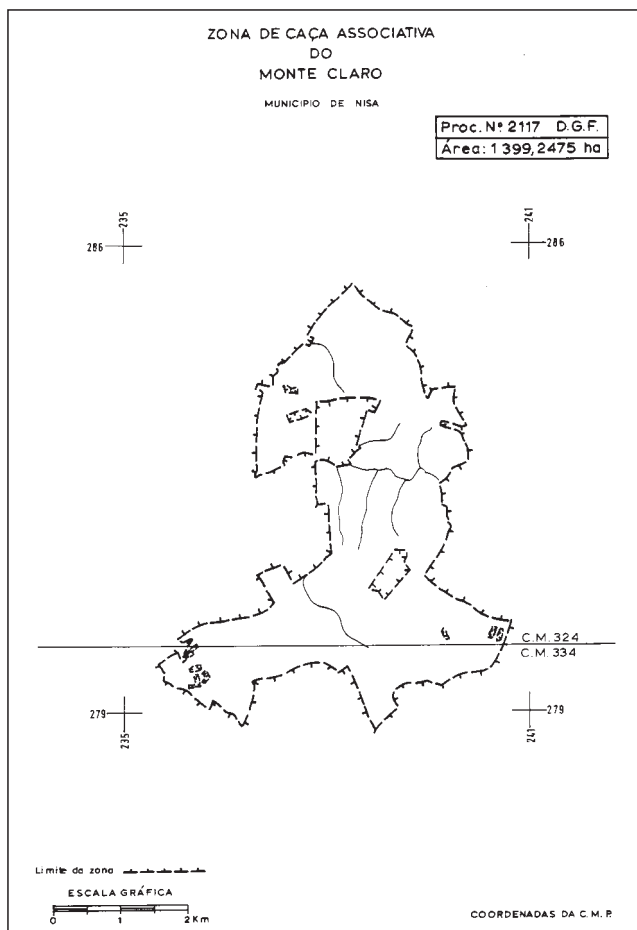 ZONA DE CAÇA ASSOCIATIVA
DO
MONTE CLARO
MUNICIPIO DE NISA
Proc. Nº 2117 D.G.F.
Área: 1 399,2475 ha
235
241
286
286
C.M. 324
C.M. 334
279
279
235
241
Limite da zona
ESCALA GRÁFICA
0 1 2 Km
COORDENADAS DA C.M.P.